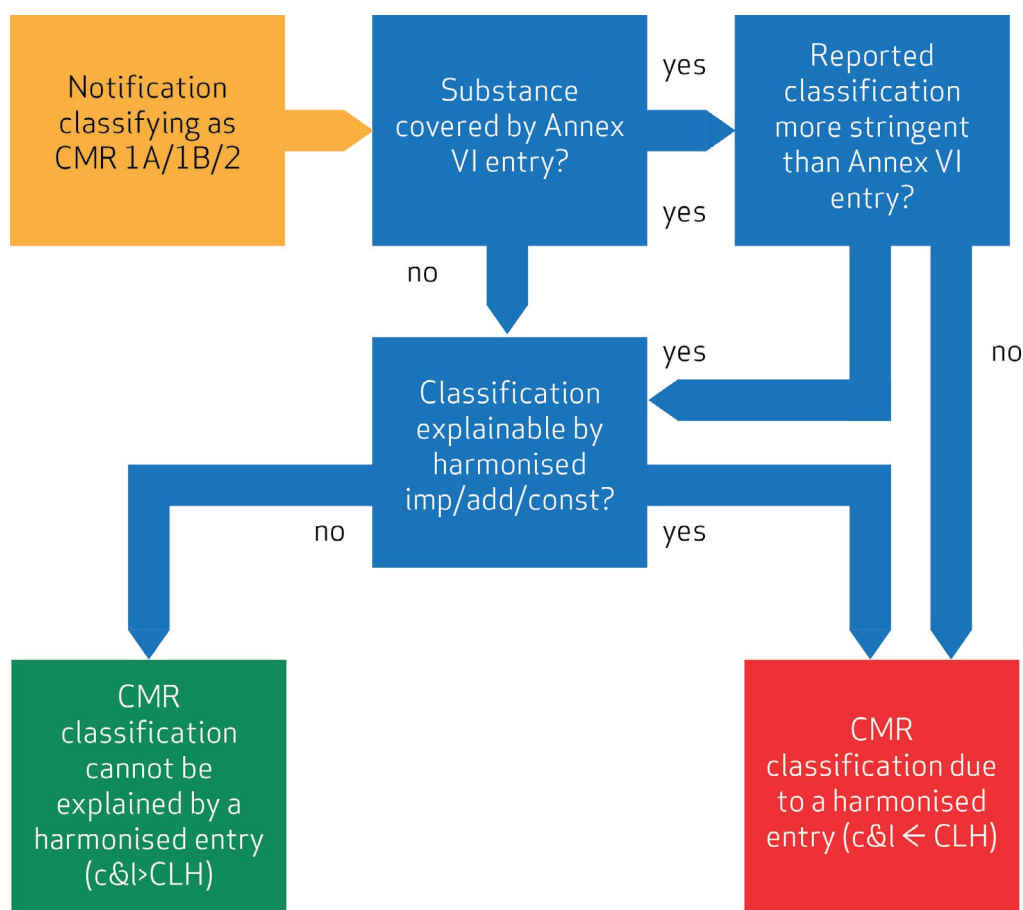 Notification
classifying as
CMR 1A/1B/2
Substance
covered by Annex
VI entry?
yes
yes
Reported
classification
more stringent
than Annex VI
entry?
no
yes
no
Classification
explainable by
harmonised
imp/add/const?
no
yes
CMR
classification
cannot be
explained by a
harmonised entry
(c&l>CLH)
CMR
classification due
to a harmonised
entry (c&l ← CLH)